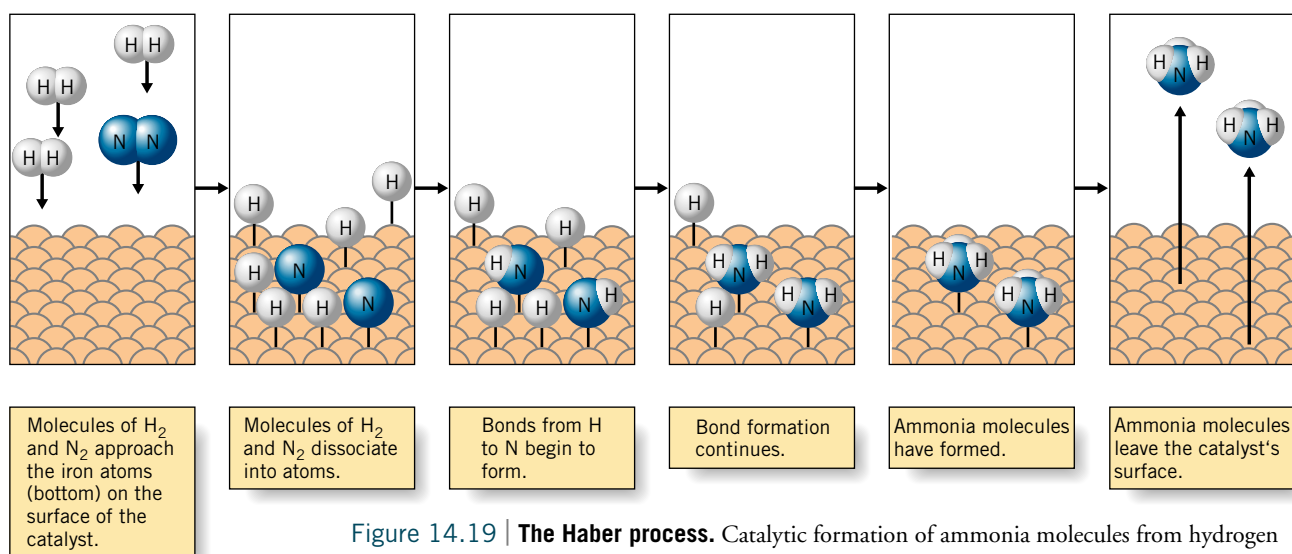 H H
H H
N N
H H
H
H
H
H
N
H
H
N
H
H
H
N
H
H
N
H
H
H
N
H
H
H
N
H
H
N
H
H
N
H
H
N
H
H
N
H
H
N
H
Molecules of H2
and N2 approach
the iron atoms
(bottom) on the
surface of the
catalyst.
Molecules of H2
and N2 dissociate
into atoms.
Bonds from H
to N begin to
form.
Bond formation
continues.
Ammonia molecules
have formed.
Ammonia molecules
leave the catalyst‘s
surface.
Figure 14.19 | The Haber process. Catalytic formation of ammonia molecules from hydrogen